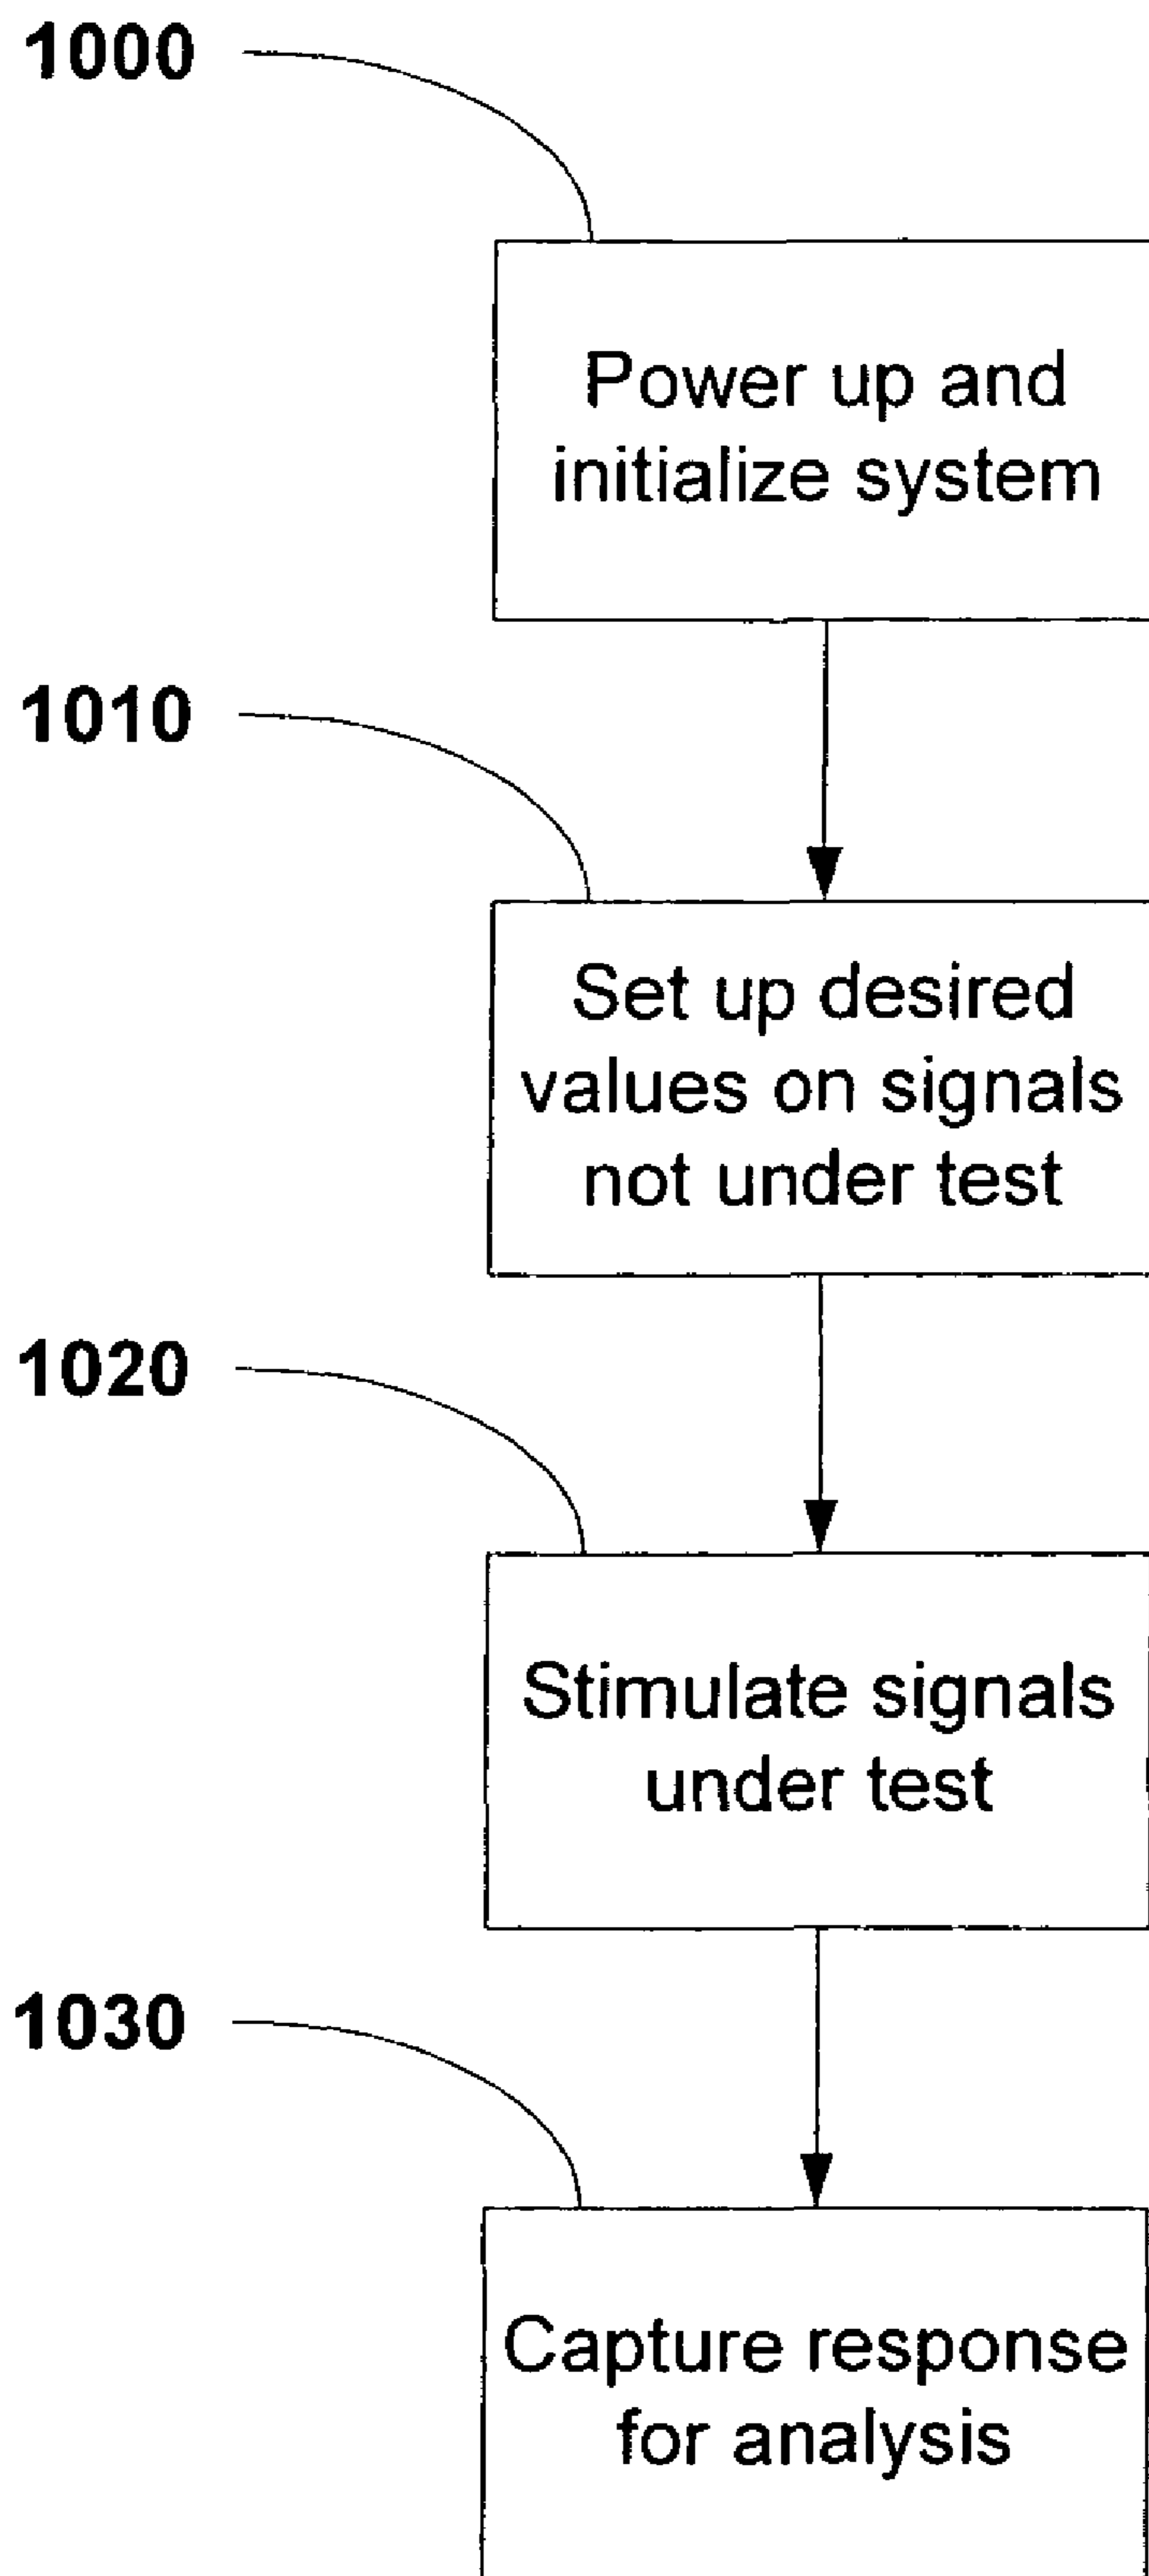 1000
Power up and
initialize system
1010
Set up desired
values on signals
not under test
1020
Stimulate signals
under test
1030
Capture response
for analysis